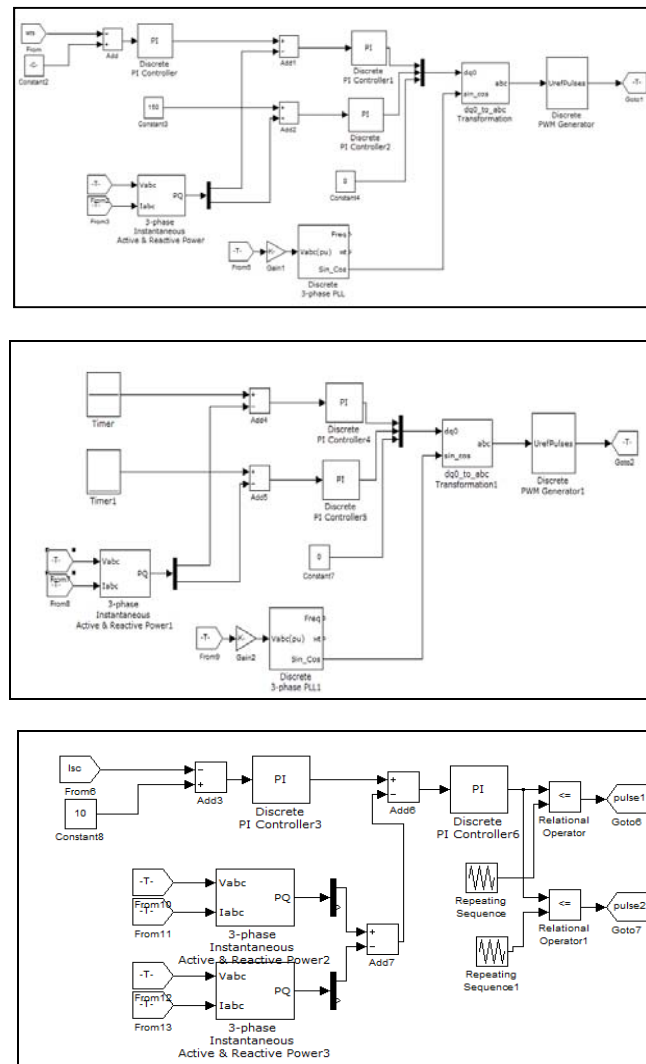 From
-C-
Constant2
+
Add
PI
Discrete
PI Controller
+
-
Add1
PI
Discrete
PI Controller1
150
Constant3
+
Add2
PI
Discrete
PI Controller2
0
Constant4
dq0
sin_cos
abc
dq0_to_abc
Transformation
UrefPulses
Discrete
PWM Generator
-T-
Goto1
-T-
From2
-T-
From3
Vabc
Iabc
PQ
3-phase
Instantaneous
Active & Reactive Power
-T-
From5
-K-
Gain1
Vabc(pu)
Freq
wt
Sin_Cos
Discrete
3-phase PLL
Timer
+
-
Add4
PI
Discrete
PI Controller4
Timer1
+
-
Add5
PI
Discrete
PI Controller5
0
Constant7
dq0
sin_cos
abc
dq0_to_abc
Transformation1
UrefPulses
Discrete
PWM Generator1
-T-
Goto2
-T-
-T-
From8
Vabc
Iabc
PQ
3-phase
Instantaneous
Active & Reactive Power1
-T-
From9
-K-
Gain2
Vabc(pu)
Freq
wt
Sin_Cos
Discrete
3-phase PLL1
Isc
From6
10
Constant8
-
+
Add3
PI
Discrete
PI Controller3
+
-
Add6
PI
Discrete
PI Controller6
<=
Relational
Operator
pulse1
Goto6
Repeating
Sequence
<=
Relational
Operator1
pulse2
Goto7
Repeating
Sequence1
-T-
From10
-T-
From11
Vabc
Iabc
PQ
3-phase
Instantaneous
Active & Reactive Power2
+
-
Add7
-T-
From12
-T-
From13
Vabc
Iabc
PQ
3-phase
Instantaneous
Active & Reactive Power3